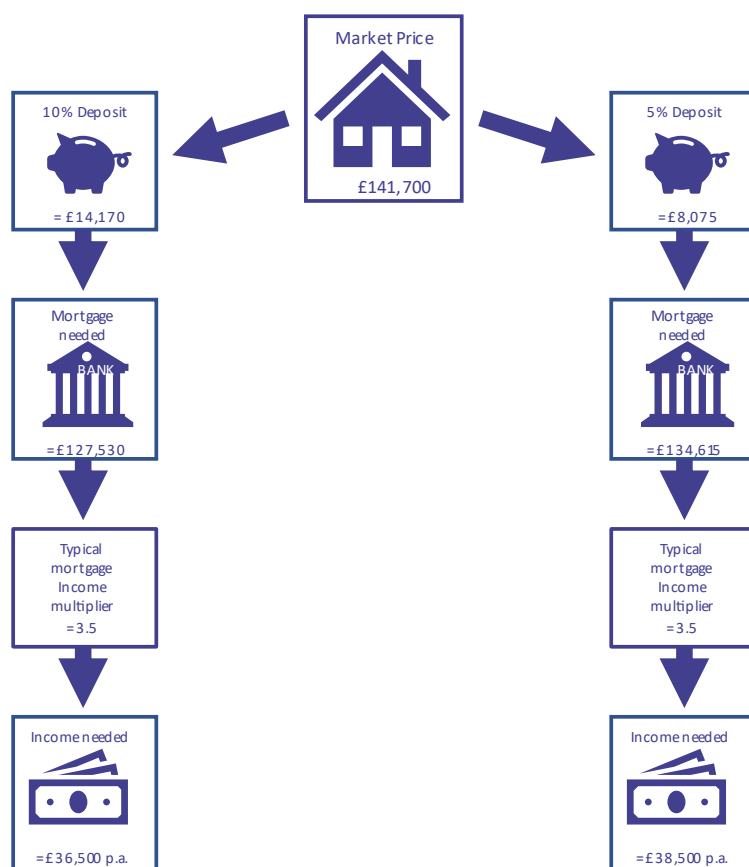 Market Price
£141,700
10% Deposit
= £14,170
Mortgage
needed
BANK
=£127,530
Typical
mortgage
Income
multiplier
=3.5
Income needed
=£36,500 p.a.
5% Deposit
=£8,075
Mortgage
needed
BANK
=£134,615
Typical
mortgage
Income
multiplier
=3.5
Income needed
=£38,500 p.a.